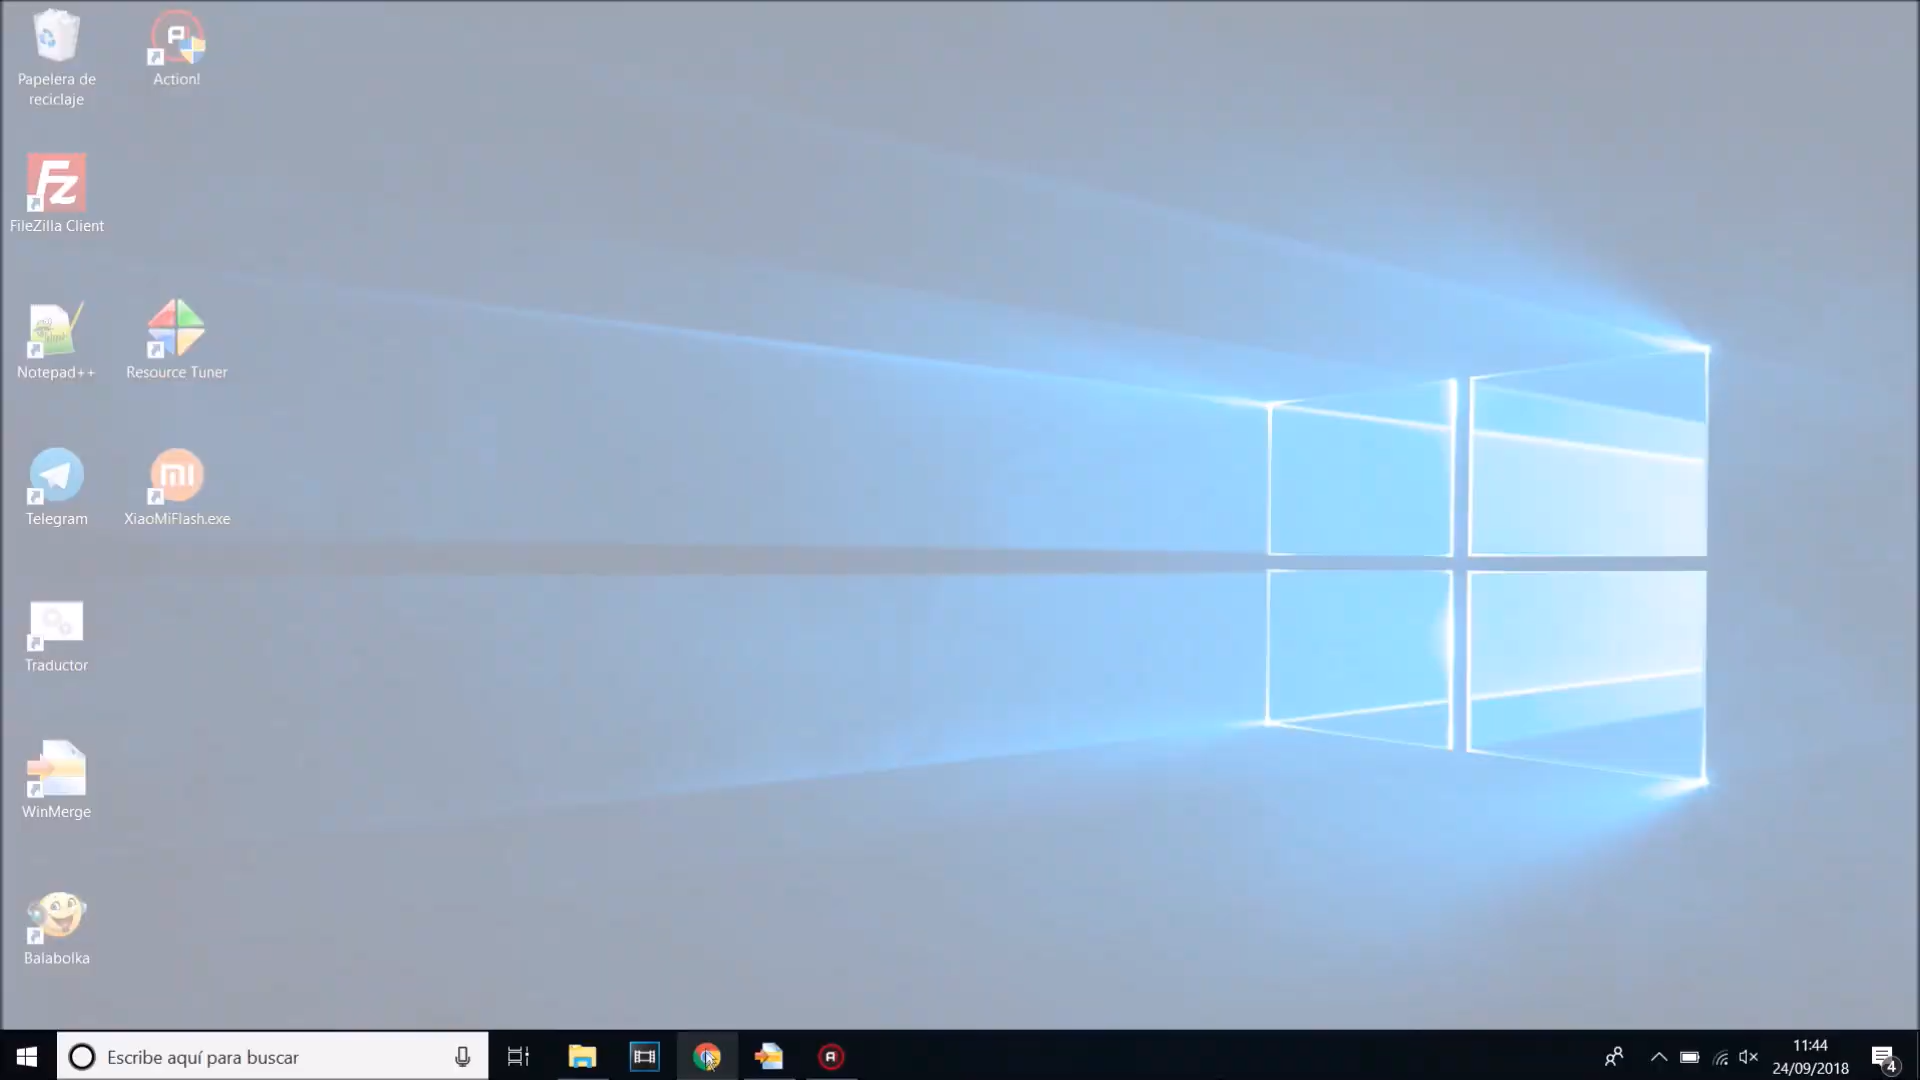 Papelera de
reciclaje
Action!
FileZilla Client
Notepad++
Resource Tuner
Telegram
XiaoMiFlash.exe
Traductor
WinMerge
Balabolka
Escribe aquí para buscar
11:44
24/09/2018
4